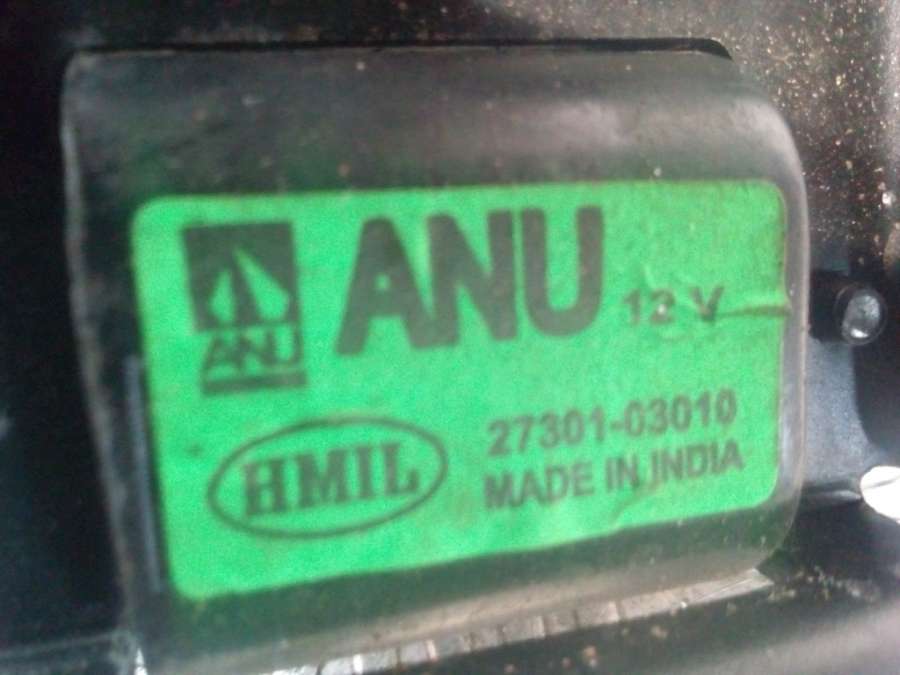 ANU
ANU 12 V
HMIL
27301-03010
MADE IN INDIA